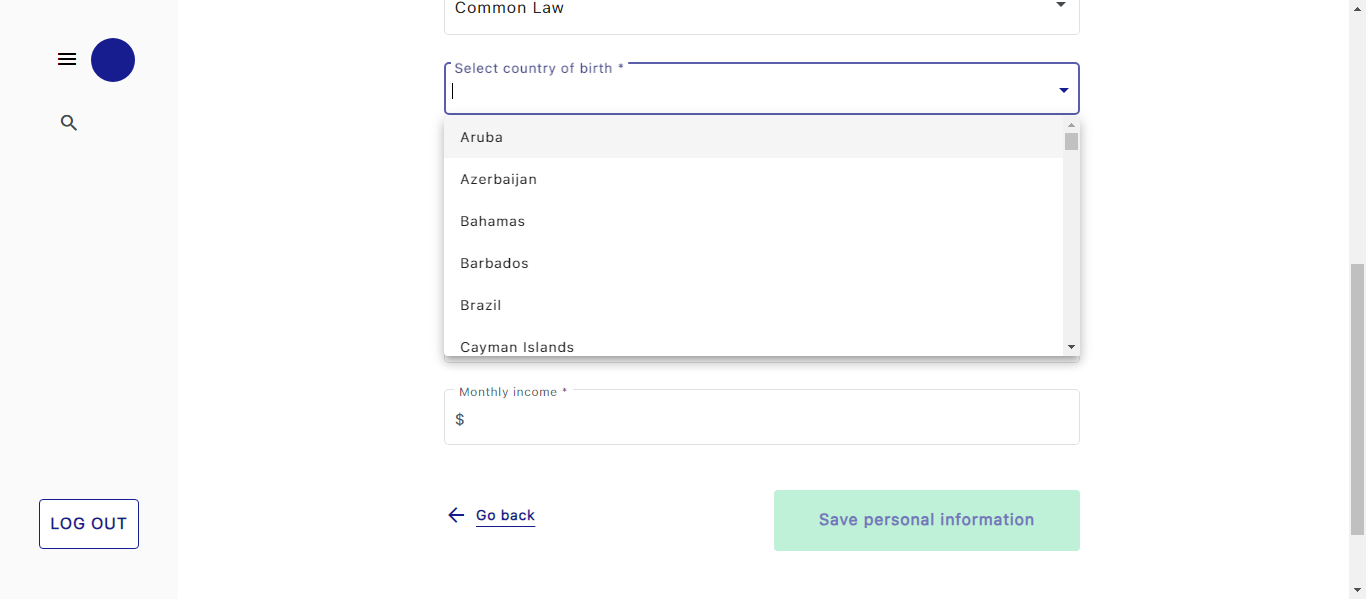 Common Law
Select country of birth *
Aruba
Azerbaijan
Bahamas
Barbados
Brazil
Cayman Islands
Monthly income *
$
Go back
Save personal information
LOG OUT